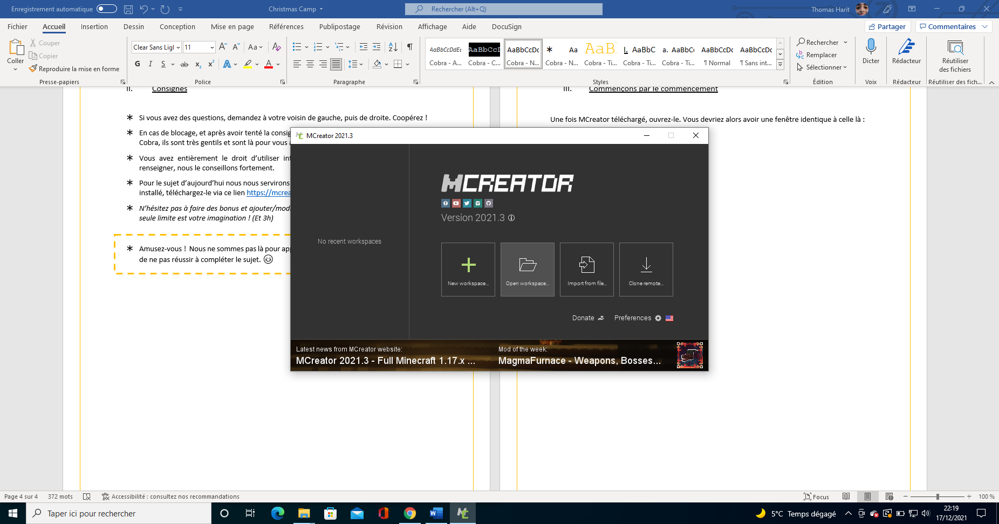 Enregistrement automatique
Christmas Camp
Rechercher (Alt+Q)
Thomas Harit
Fichier Accueil Insertion Dessin Conception Mise en page Références Publipostage Révision Affichage Aide DocuSign
Partager Commentaires
Coller
Couper
Copier
Reproduire la mise en forme
Presse-papiers
Clear Sans Ligl 11
Aa
G I S ab x₂ x² A A
Police
Paragraphe
AaBbCcDdEe AaBbCcD AaBbCcDc Aa AaB I. AaBbC a. AaBbC AaBbCcDc AaBbCcDc
Cobra - A... Cobra - C... Cobra - N... Cobra - N... Cobra - Ti... Cobra - Ti... Cobra - Ti... ¶ Normal ¶ Sans int...
Styles
Rechercher
Remplacer
Sélectionner
Édition
Dicter
Voix
Rédacteur
Rédacteur
Réutiliser
des fichiers
Réutiliser des fich...
II. Consignes
* Si vous avez des questions, demandez à votre voisin de gauche, puis de droite. Coopérez !
* En cas de blocage, et après avoir tenté la consig
Cobra, ils sont très gentils et sont là pour vous
* Vous avez entièrement le droit d’utiliser int
renseigner, nous le conseillons fortement.
* Pour le sujet d’aujourd’hui nous nous servirons
installé, téléchargez-le via ce lien https://mcrea
* N’hésitez pas à faire des bonus et ajouter/mod
seule limite est votre imagination ! (Et 3h)
* Amusez-vous ! Nous ne sommes pas là pour app
de ne pas réussir à compléter le sujet.
III. Commençons par le commencement
Une fois MCreator téléchargé, ouvrez-le. Vous devriez alors avoir une fenêtre identique à celle là :
MCreator 2021.3
No recent workspaces
MCREATOR
Version 2021.3
New workspace...
Open workspace...
Import from file...
Clone remote...
Donate
Preferences
Latest news from MCreator website:
MCreator 2021.3 - Full Minecraft 1.17.x ...
Mod of the week:
MagmaFurnace - Weapons, Bosses...
Page 4 sur 4 372 mots Accessibilité : consultez nos recommandations
Focus
100 %
Taper ici pour rechercher
5°C Temps dégagé
22:19
17/12/2021